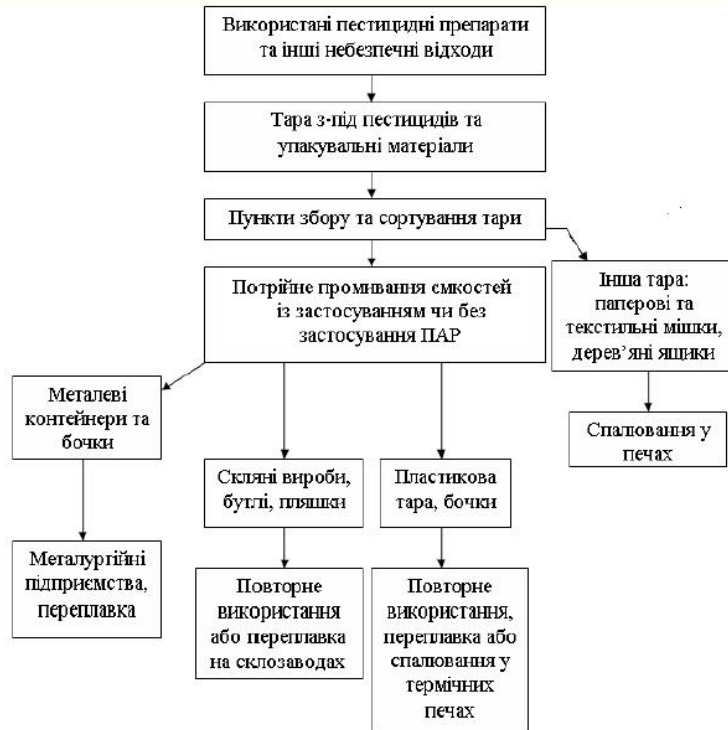 Використані пестицидні препарати
та інші небезпечні відходи
Тара з-під пестицидів та
упакувальні матеріали
Пункти збору та сортування тари
Потрійне промивання ємкостей
із застосуванням чи без
застосування ПАР
Інша тара:
паперові та
текстильні мішки,
дерев’яні ящики
Металеві
контейнери та
бочки
Спалювання у
печах
Скляні вироби,
бутлі, пляшки
Пластикова
тара, бочки
Металургійні
підприємства,
переплавка
Повторне
використання
або переплавка
на склозаводах
Повторне
використання,
переплавка або
спалювання у
термічних
печах